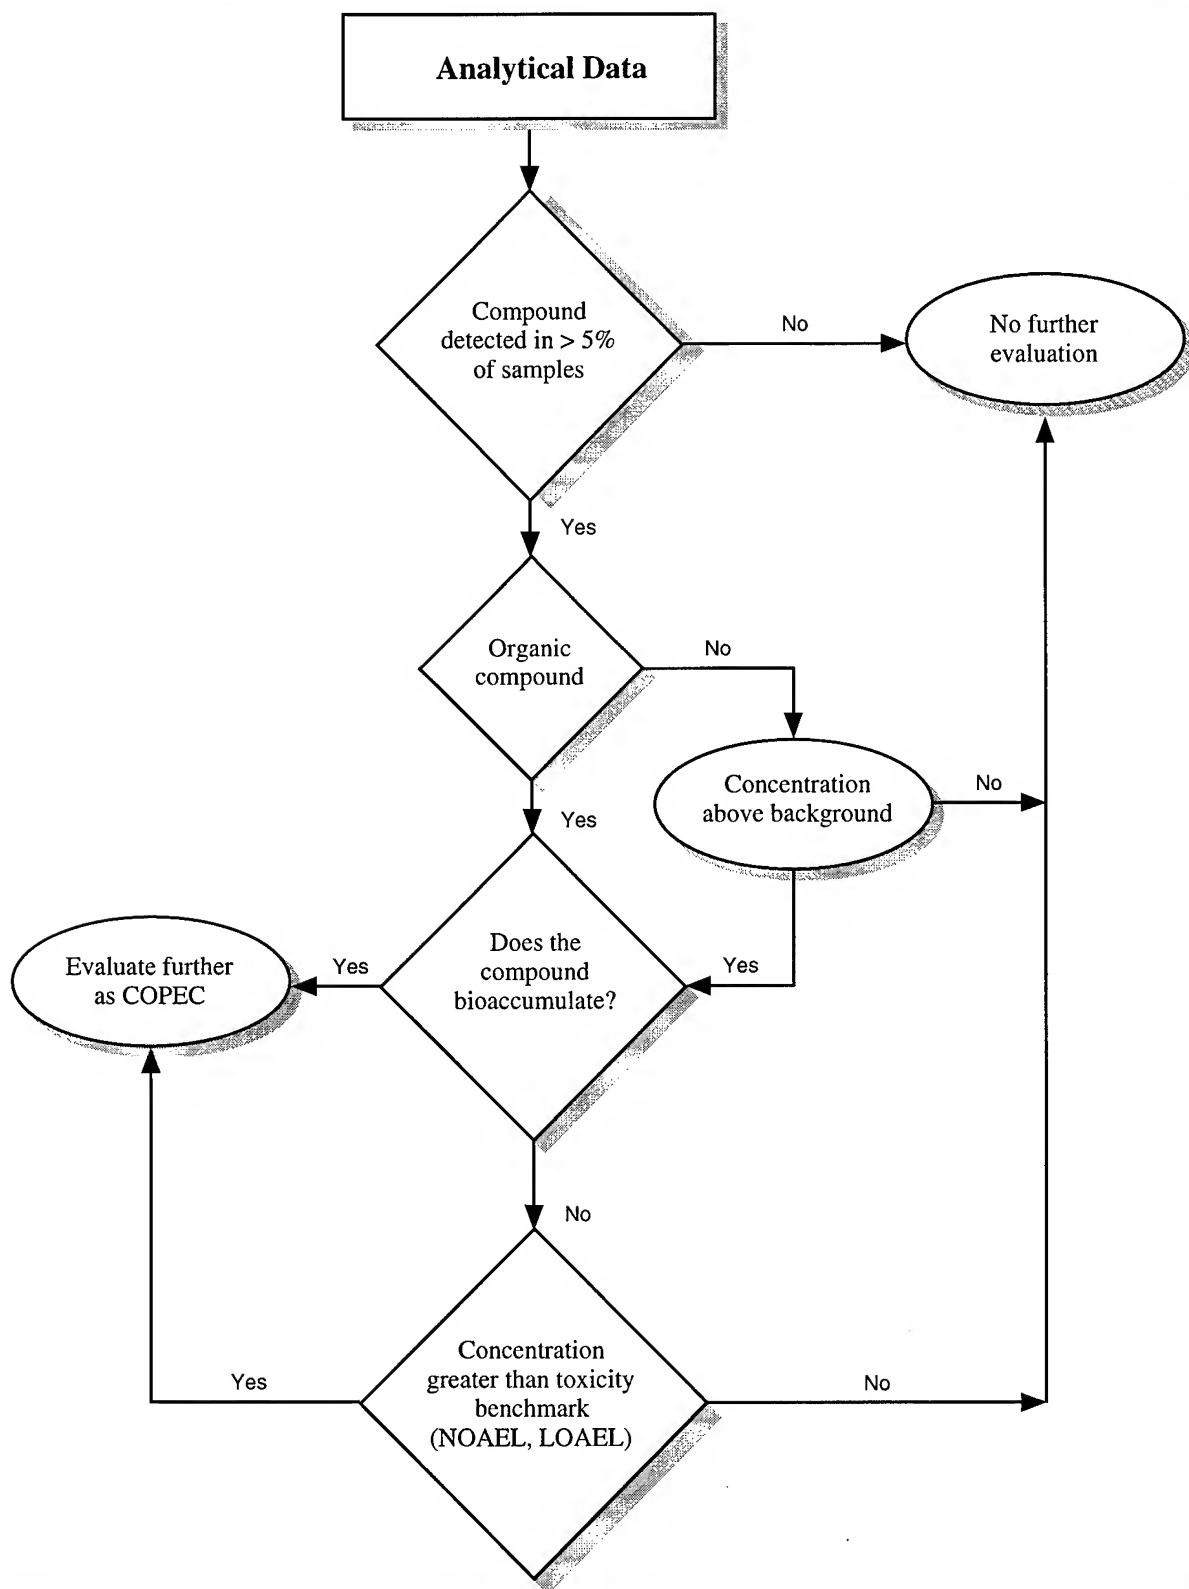 Analytical Data
Compound
detected in > 5%
of samples
No
No further
evaluation
Yes
Organic
compound
No
Concentration
above background
No
Yes
Does the
compound
bioaccumulate?
Yes
Yes
Evaluate further
as COPEC
No
Concentration
greater than toxicity
benchmark
(NOAEL, LOAEL)
Yes
No